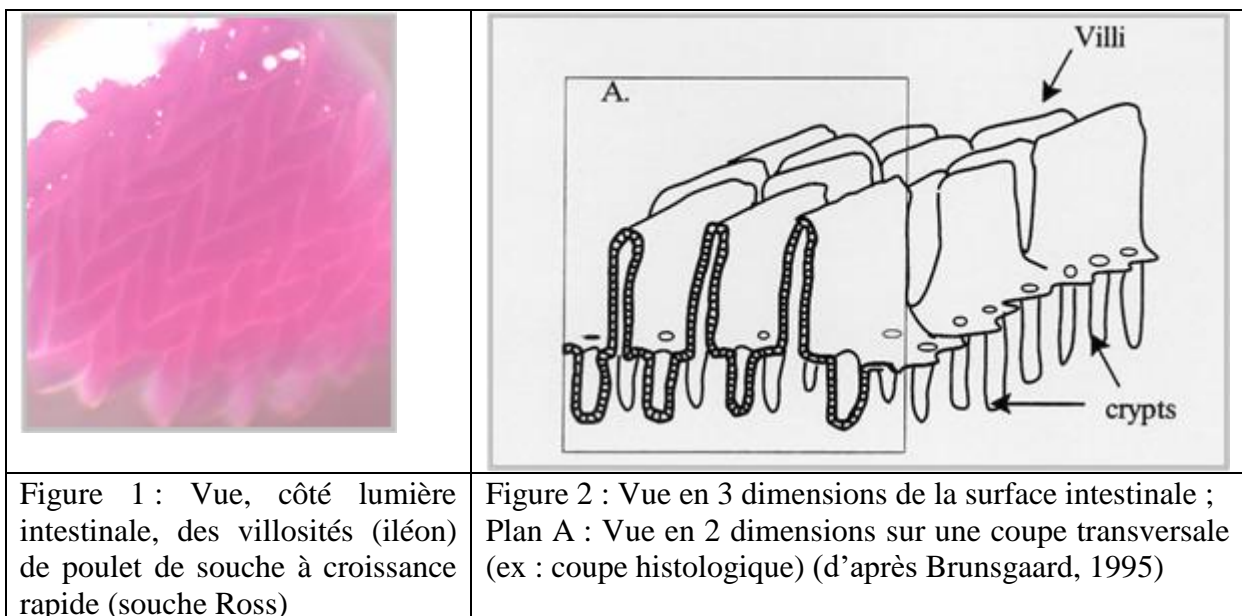 Villi
A.
crypts
Figure 1 : Vue, côté lumière
intestinale, des villosités (iléon)
de poulet de souche à croissance
rapide (souche Ross)
Figure 2 : Vue en 3 dimensions de la surface intestinale ;
Plan A : Vue en 2 dimensions sur une coupe transversale
(ex : coupe histologique) (d'après Brunsgaard, 1995)